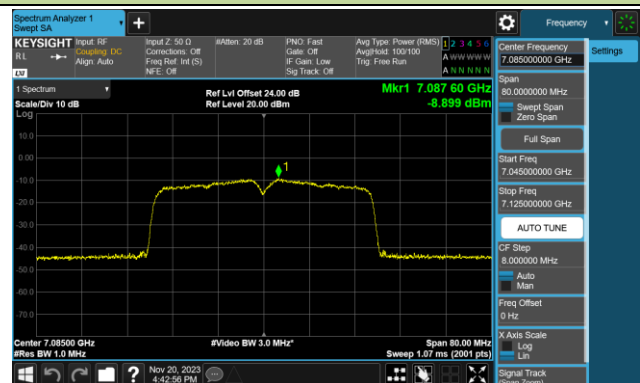 Spectrum Analyzer 1
Swept SA
Frequency
KEYSIGHT
RL
Input: RF
Coupling: DC
Align: Auto
Input Z: 50 Ω
Corrections: Off
Freq Ref: Int (S)
NFE: Off
#Atten: 20 dB
PNO: Fast
Gate: Off
IF Gain: Low
Sig Track: Off
Avg Type: Power (RMS)
Avg|Hold: 100/100
Trig: Free Run
1 2 3 4 5 6
A W W W W W
A N N N N N
LXI
1 Spectrum
Scale/Div 10 dB
Log
Ref Lvl Offset 24.00 dB
Ref Level 20.00 dBm
Mkr1 7.087 60 GHz
-8.899 dBm
10.0
0.00
-10.0
-20.0
-30.0
-40.0
-50.0
-60.0
-70.0
1
Center 7.08500 GHz
#Res BW 1.0 MHz
#Video BW 3.0 MHz*
Span 80.00 MHz
Sweep 1.07 ms (2001 pts)
Nov 20, 2023
4:42:56 PM
Center Frequency
7.085000000 GHz
Span
80.0000000 MHz
Swept Span
Zero Span
Full Span
Start Freq
7.045000000 GHz
Stop Freq
7.125000000 GHz
AUTO TUNE
CF Step
8.000000 MHz
Auto
Man
Freq Offset
0 Hz
X Axis Scale
Log
Lin
Signal Track
(Span Zoom)
Settings